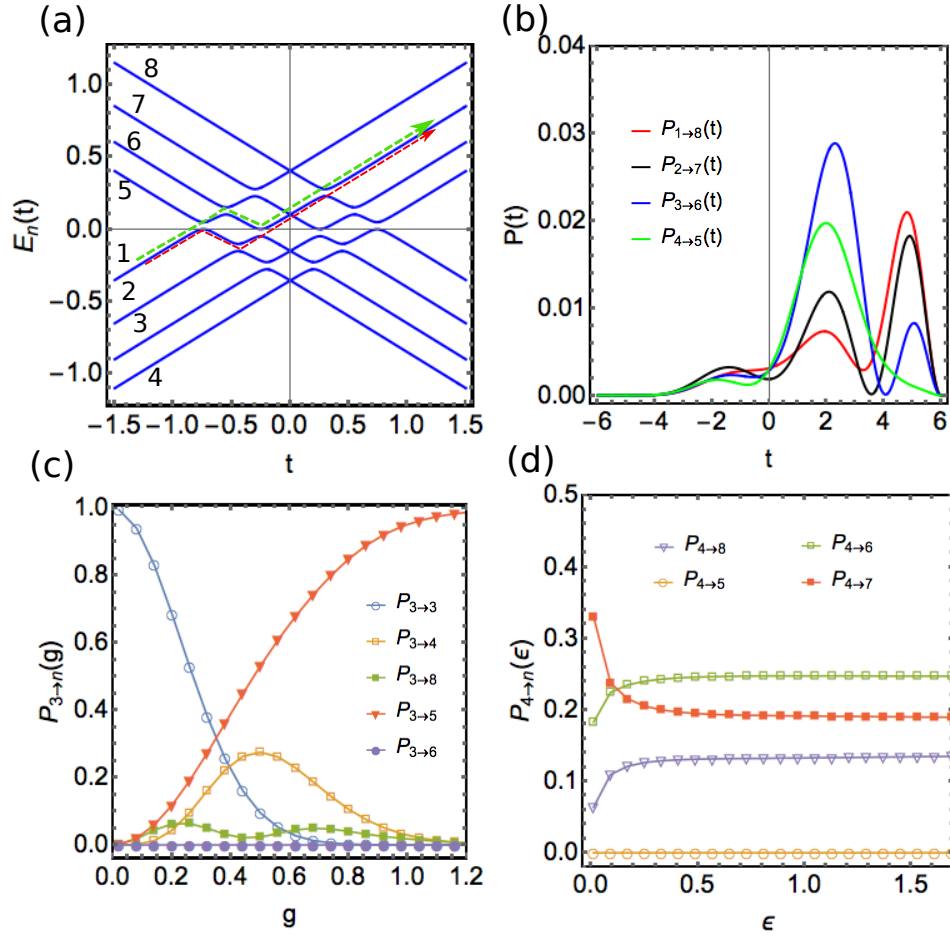 (a)
E_n(t)
1.0
0.5
0.0
−0.5
−1.0
8
7
6
5
1
2
3
4
−1.5 −1.0 −0.5 0.0 0.5 1.0 1.5
t
(b)
P(t)
0.04
0.03
0.02
0.01
0.00
P_{1→8}(t)
P_{2→7}(t)
P_{3→6}(t)
P_{4→5}(t)
−6 −4 −2 0 2 4 6
t
(c)
P_{3→n}(g)
1.0
0.8
0.6
0.4
0.2
0.0
P_{3→3}
P_{3→4}
P_{3→8}
P_{3→5}
P_{3→6}
0.0 0.2 0.4 0.6 0.8 1.0 1.2
g
(d)
P_{4→n}(ϵ)
0.5
0.4
0.3
0.2
0.1
0.0
P_{4→8} P_{4→6}
P_{4→5} P_{4→7}
0.0 0.5 1.0 1.5
ϵ